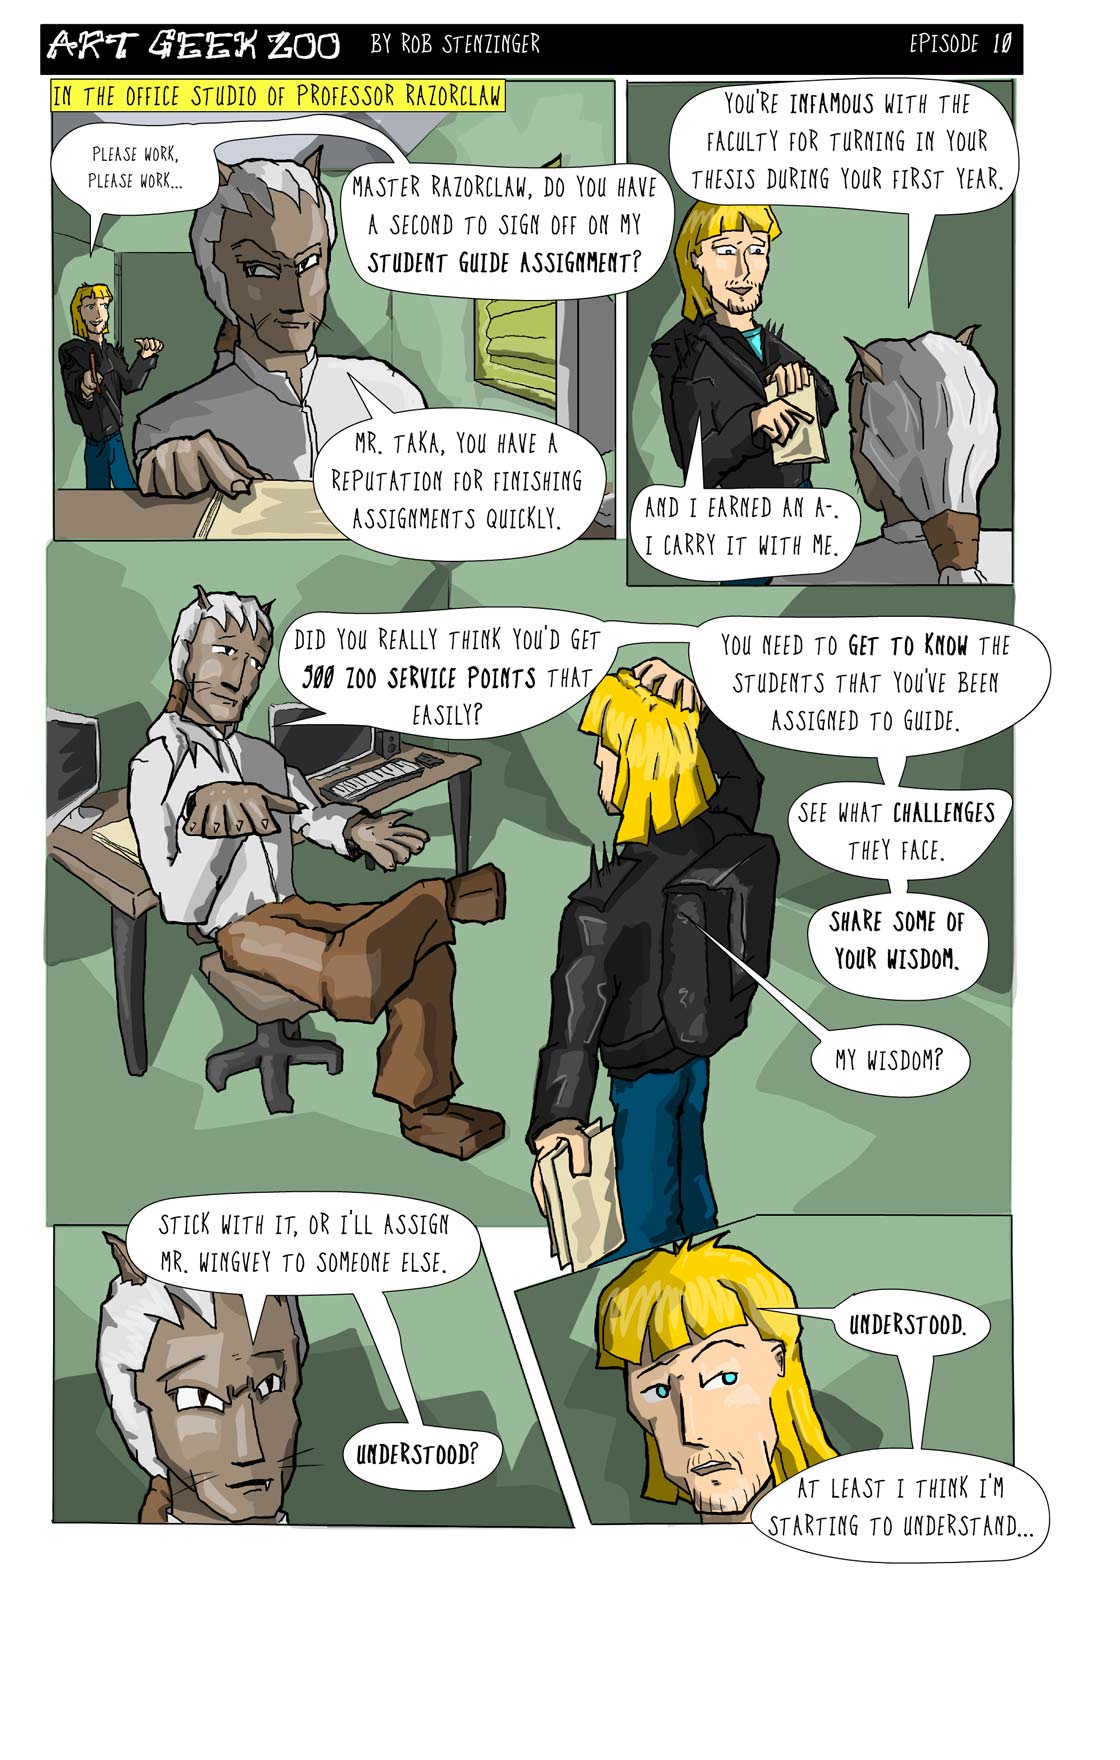 ART GEEK ZOO BY ROB STENZINGER EPISODE 10
IN THE OFFICE STUDIO OF PROFESSOR RAZORCLAW
PLEASE WORK,
PLEASE WORK...
MASTER RAZORCLAW, DO YOU HAVE
A SECOND TO SIGN OFF ON MY
STUDENT GUIDE ASSIGNMENT?
MR. TAKA, YOU HAVE A
REPUTATION FOR FINISHING
ASSIGNMENTS QUICKLY.
YOU'RE INFAMOUS WITH THE
FACULTY FOR TURNING IN YOUR
THESIS DURING YOUR FIRST YEAR.
AND I EARNED AN A-.
I CARRY IT WITH ME.
DID YOU REALLY THINK YOU'D GET
500 ZOO SERVICE POINTS THAT
EASILY?
YOU NEED TO GET TO KNOW THE
STUDENTS THAT YOU'VE BEEN
ASSIGNED TO GUIDE.
SEE WHAT CHALLENGES
THEY FACE.
SHARE SOME OF
YOUR WISDOM.
MY WISDOM?
STICK WITH IT, OR I'LL ASSIGN
MR. WINGVEY TO SOMEONE ELSE.
UNDERSTOOD?
UNDERSTOOD.
AT LEAST I THINK I'M
STARTING TO UNDERSTAND...